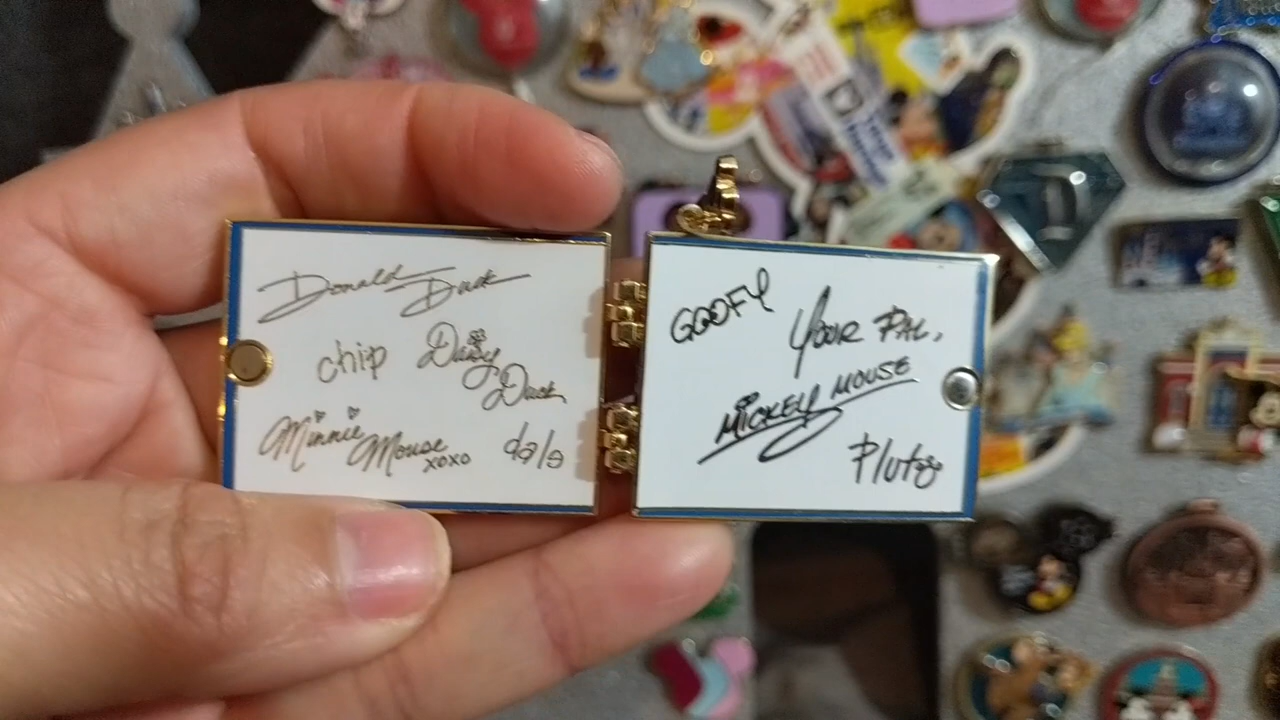 Donald Duck
chip
Daisy Duck
Minnie Mouse
xoxo
dale
GOOFY
YOUR PAL,
MICKEY MOUSE
Pluto
D